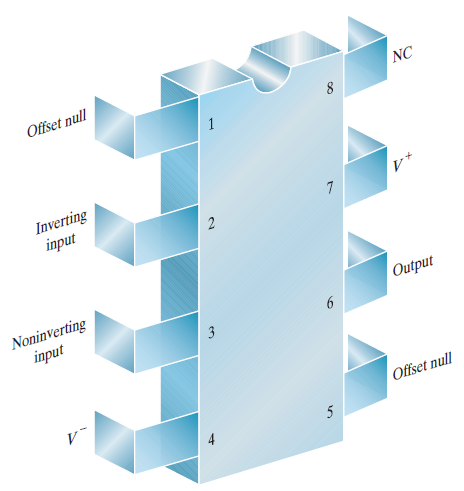 Offset null
1
Inverting
input
2
Noninverting
input
3
V⁻
4
NC
8
V⁺
7
Output
6
Offset null
5